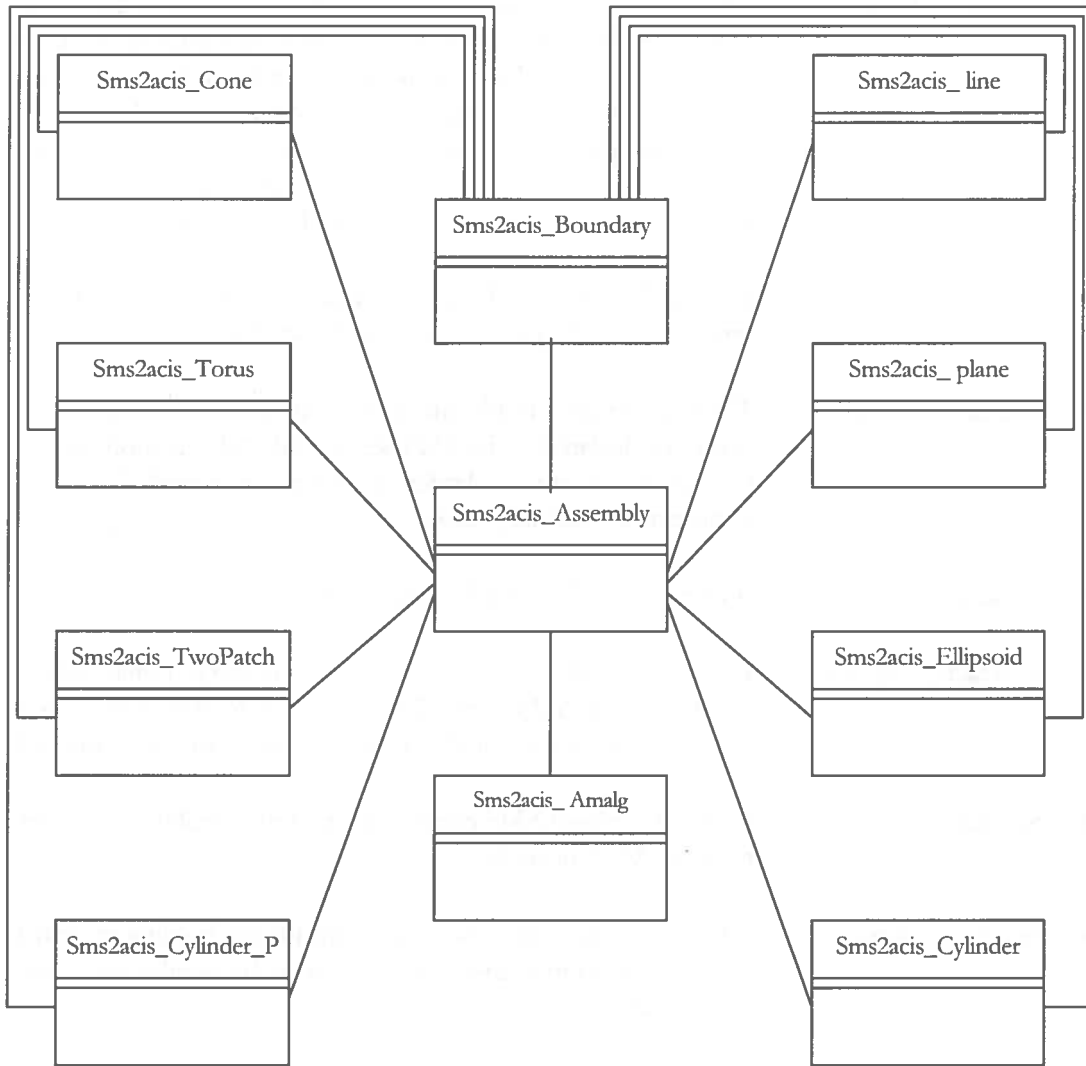 Sms2acis_Cone
Sms2acis_ line
Sms2acis_Boundary
Sms2acis_Torus
Sms2acis_ plane
Sms2acis_Assembly
Sms2acis_TwoPatch
Sms2acis_Ellipsoid
Sms2acis_ Amalg
Sms2acis_Cylinder_P
Sms2acis_Cylinder